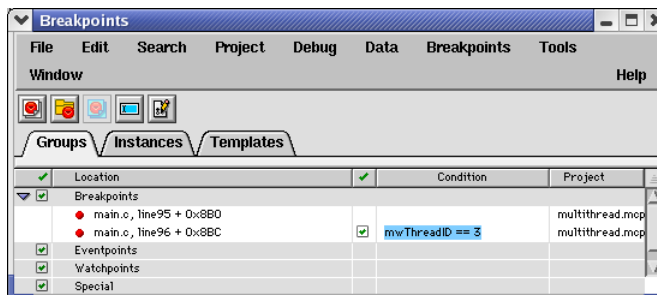 Breakpoints
File Edit Search Project Debug Data Breakpoints Tools
Window Help
Groups Instances Templates
Location Condition Project
Breakpoints
main.c, line95 + 0x8B0 multithread.mcp
main.c, line96 + 0x8BC mwThreadID == 3 multithread.mcp
Eventpoints
Watchpoints
Special